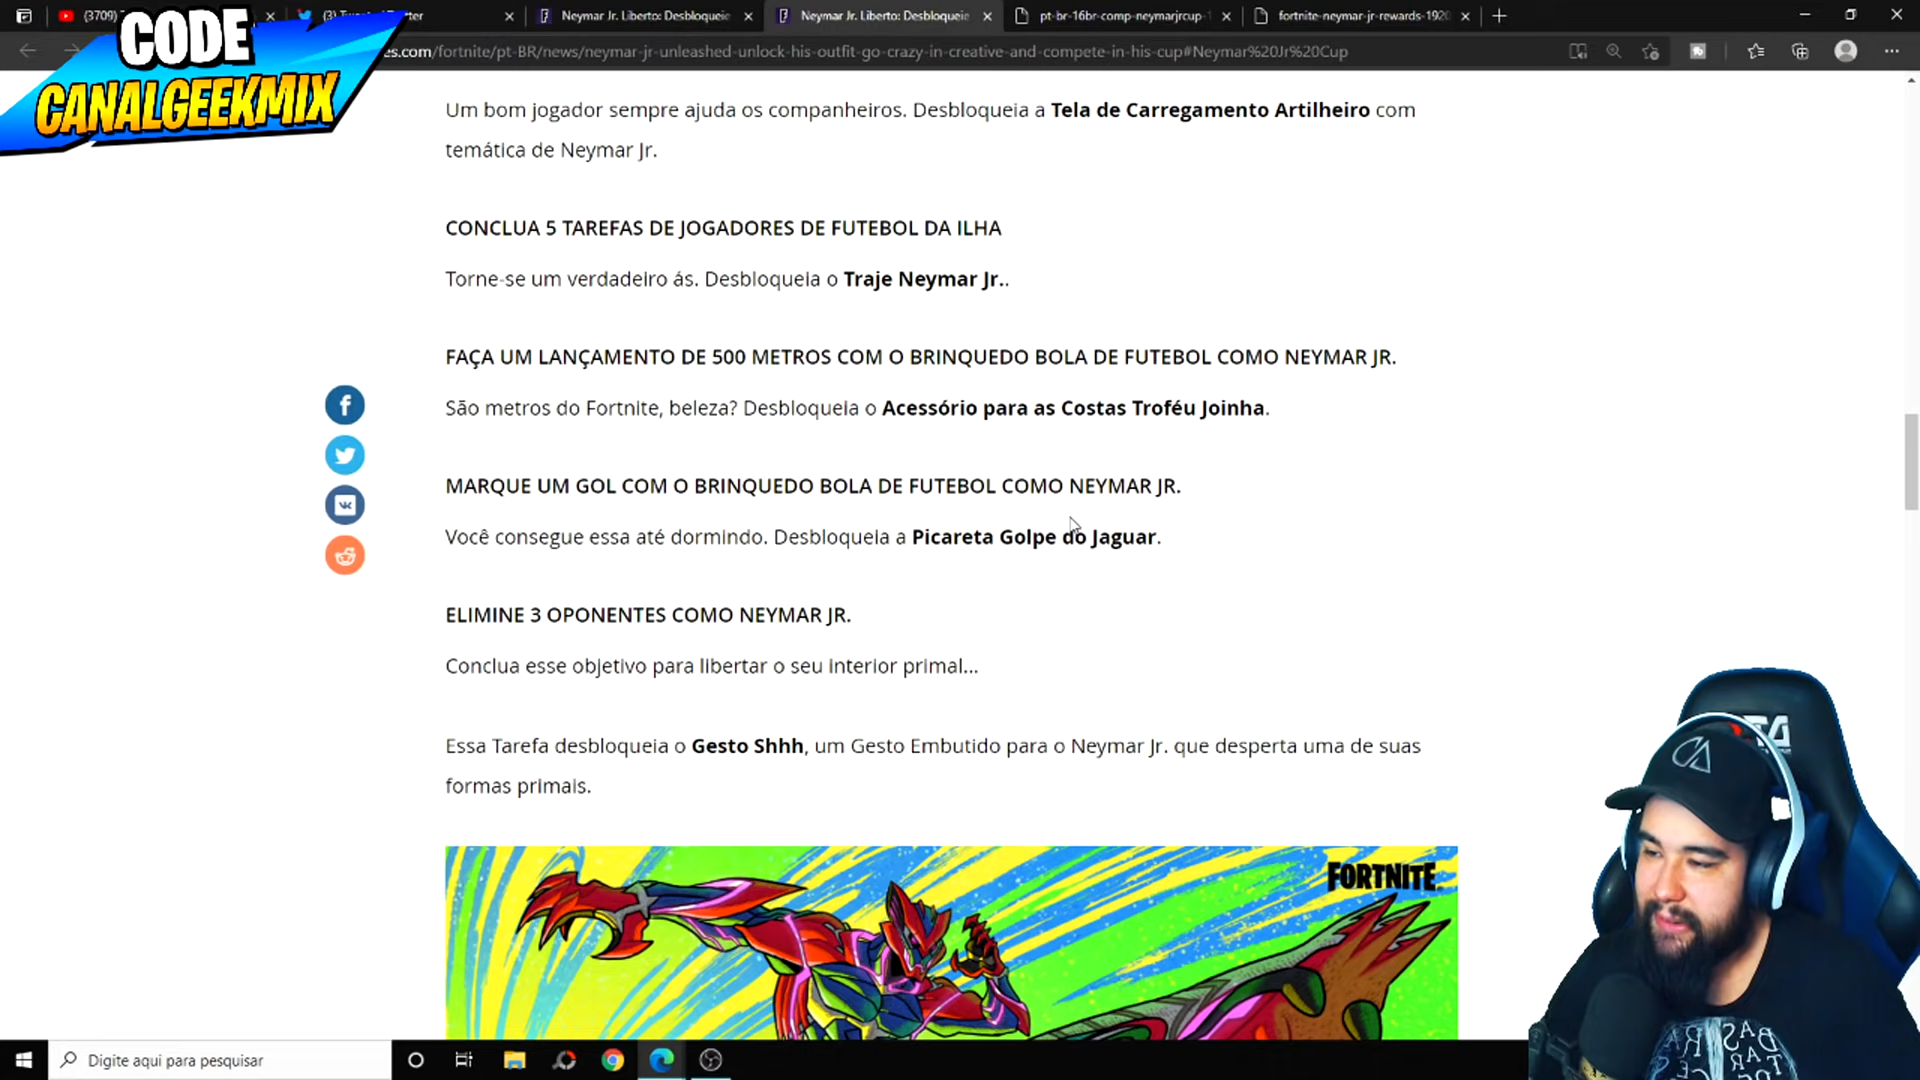 CODE
CANALGEEKMIX
(3709)
Neymar Jr. Liberto: Desbloqueie
Neymar Jr. Liberto: Desbloqueie
pt-br-16br-comp-neymarjrcup-1
fortnite-neymar-jr-rewards-1920
es.com/fortnite/pt-BR/news/neymar-jr-unleashed-unlock-his-outfit-go-crazy-in-creative-and-compete-in-his-cup#Neymar%20Jr%20Cup
Um bom jogador sempre ajuda os companheiros. Desbloqueia a Tela de Carregamento Artilheiro com
temática de Neymar Jr.
CONCLUA 5 TAREFAS DE JOGADORES DE FUTEBOL DA ILHA
Torne-se um verdadeiro ás. Desbloqueia o Traje Neymar Jr..
FAÇA UM LANÇAMENTO DE 500 METROS COM O BRINQUEDO BOLA DE FUTEBOL COMO NEYMAR JR.
São metros do Fortnite, beleza? Desbloqueia o Acessório para as Costas Troféu Joinha.
MARQUE UM GOL COM O BRINQUEDO BOLA DE FUTEBOL COMO NEYMAR JR.
Você consegue essa até dormindo. Desbloqueia a Picareta Golpe do Jaguar.
ELIMINE 3 OPONENTES COMO NEYMAR JR.
Conclua esse objetivo para libertar o seu interior primal...
Essa Tarefa desbloqueia o Gesto Shhh, um Gesto Embutido para o Neymar Jr. que desperta uma de suas
formas primais.
FORTNITE
Digite aqui para pesquisar